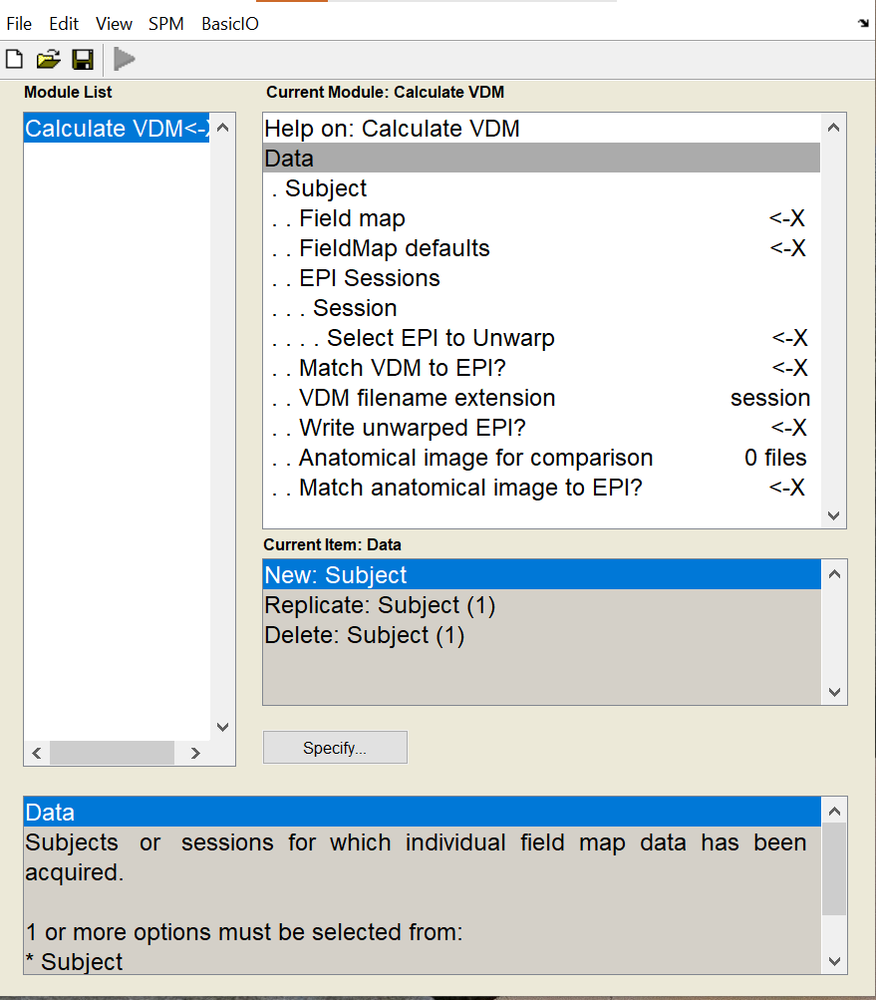 File Edit View SPM BasicIO
Module List
Current Module: Calculate VDM
Calculate VDM<-X
Help on: Calculate VDM
Data
. Subject
. . Field map <-X
. . FieldMap defaults <-X
. . EPI Sessions
. . . Session
. . . . Select EPI to Unwarp <-X
. . Match VDM to EPI? <-X
. . VDM filename extension session
. . Write unwarped EPI? <-X
. . Anatomical image for comparison 0 files
. . Match anatomical image to EPI? <-X
Current Item: Data
New: Subject
Replicate: Subject (1)
Delete: Subject (1)
Specify...
Data
Subjects or sessions for which individual field map data has been
acquired.
1 or more options must be selected from:
* Subject